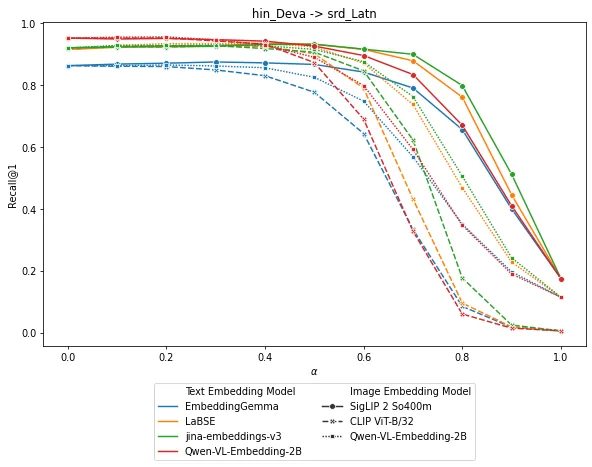 hin_Deva -> srd_Latn
1.0
0.8
0.6
0.4
0.2
0.0
Recall@1
0.0 0.2 0.4 0.6 0.8 1.0
α
Text Embedding Model
EmbeddingGemma
LaBSE
jina-embeddings-v3
Qwen-VL-Embedding-2B
Image Embedding Model
SigLIP 2 So400m
CLIP ViT-B/32
Qwen-VL-Embedding-2B